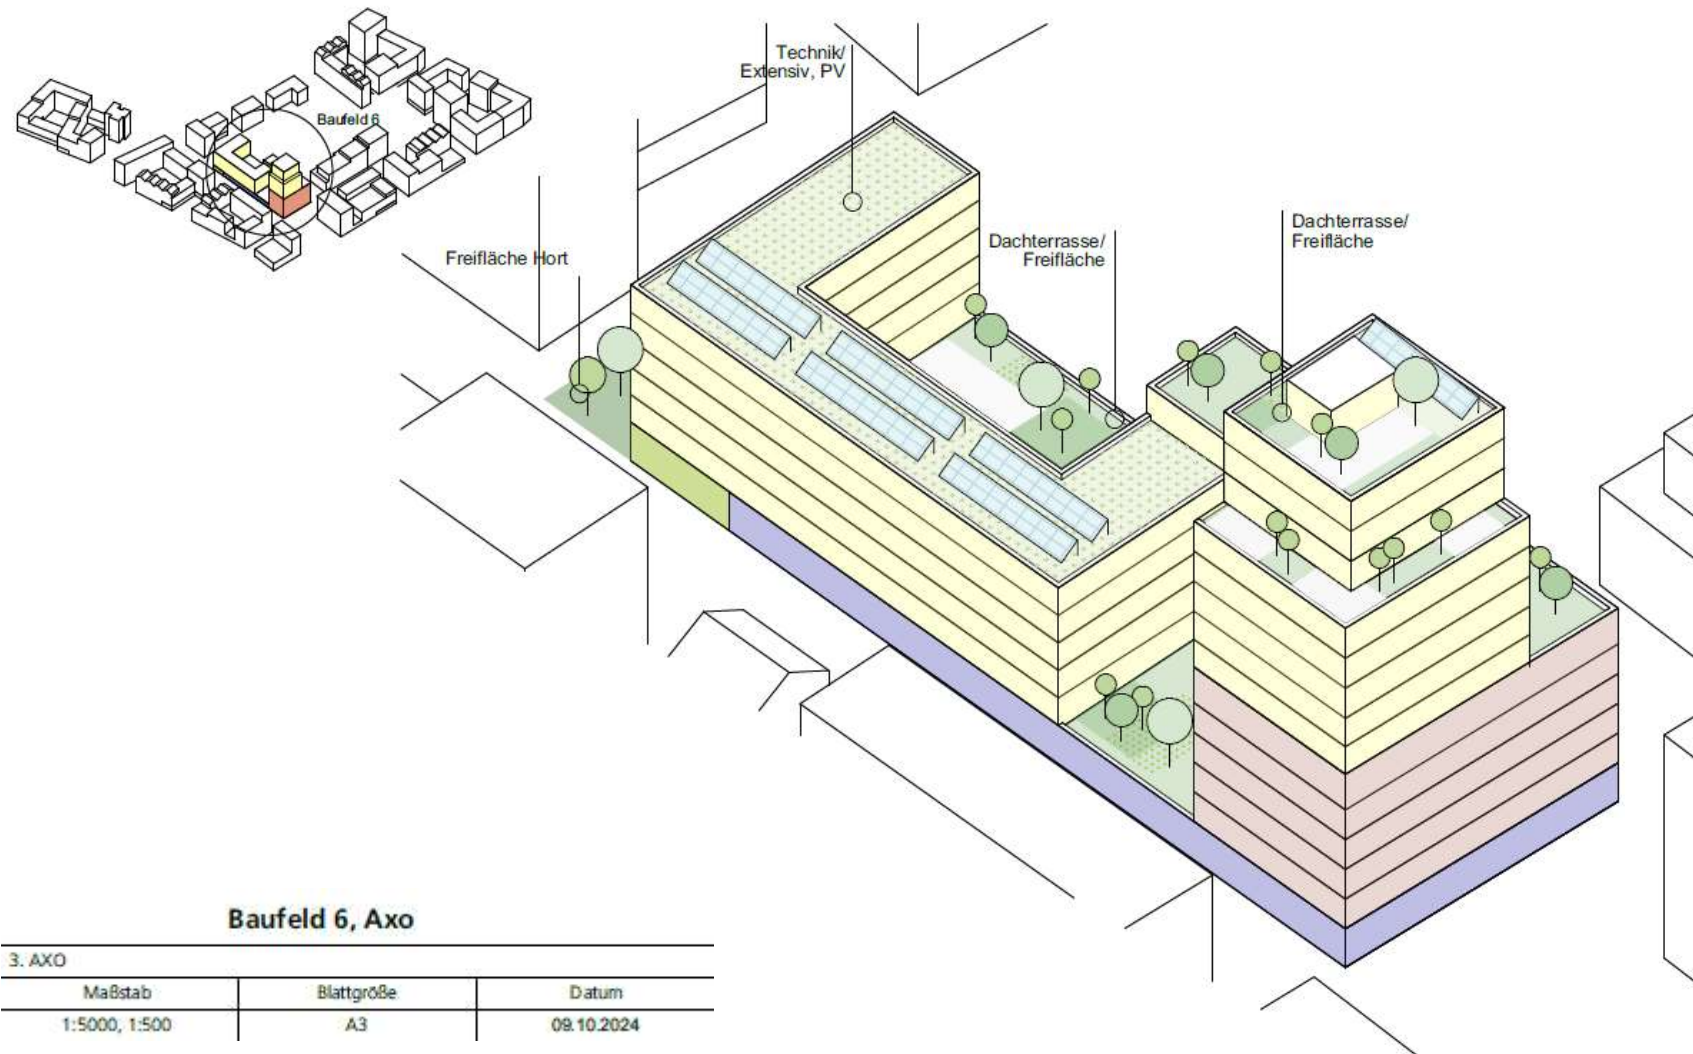 Technik/
Extensiv, PV
Baufeld 6
Dachterrasse/
Freifläche
Dachterrasse/
Freifläche
Freifläche Hort
Baufeld 6, Axo
3. AXO
Maßstab Blattgröße Datum
1:5000, 1:500 A3 09.10.2024